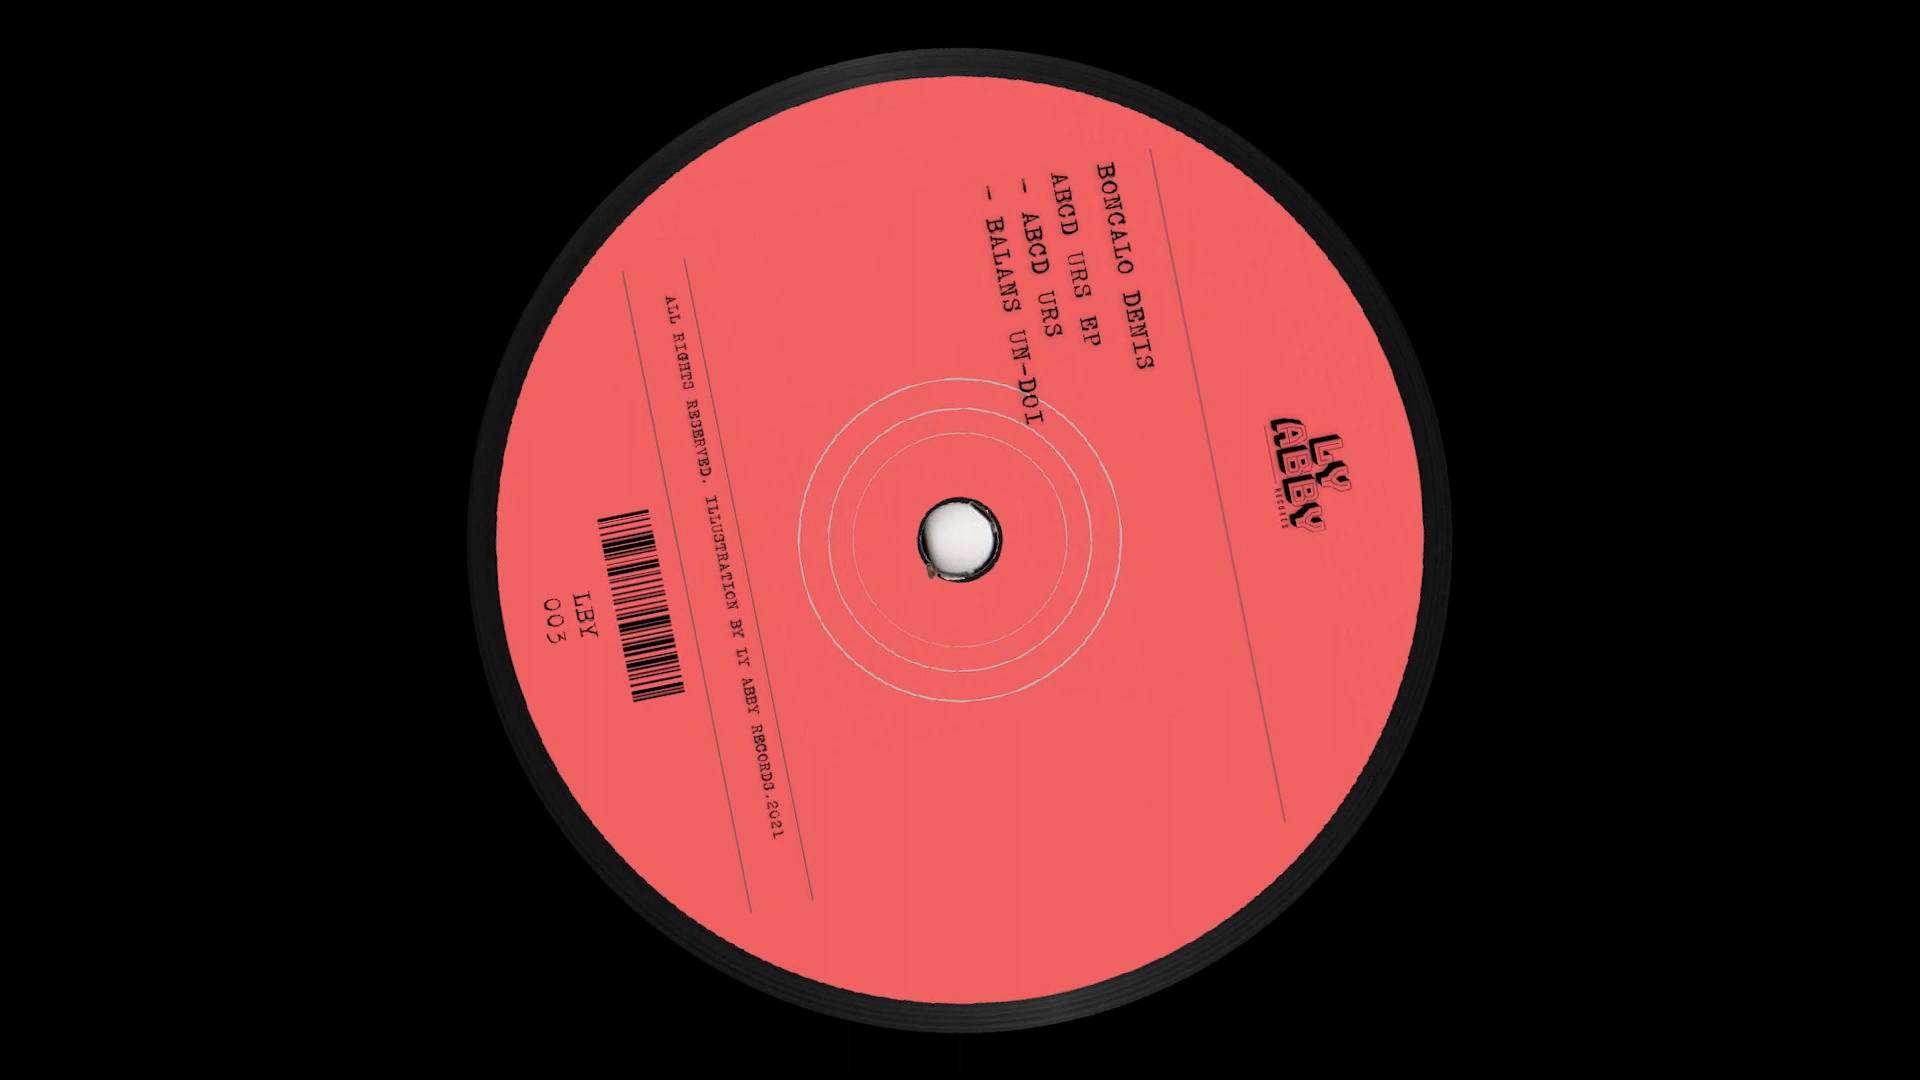 LY
ABBY
RECORDS
BONCALO DENIS
ABCD URS EP
- ABCD URS
- BALANS UN-DOI
ALL RIGHTS RESERVED. ILLUSTRATION BY LY ABBY RECORDS.2021
LBY
003